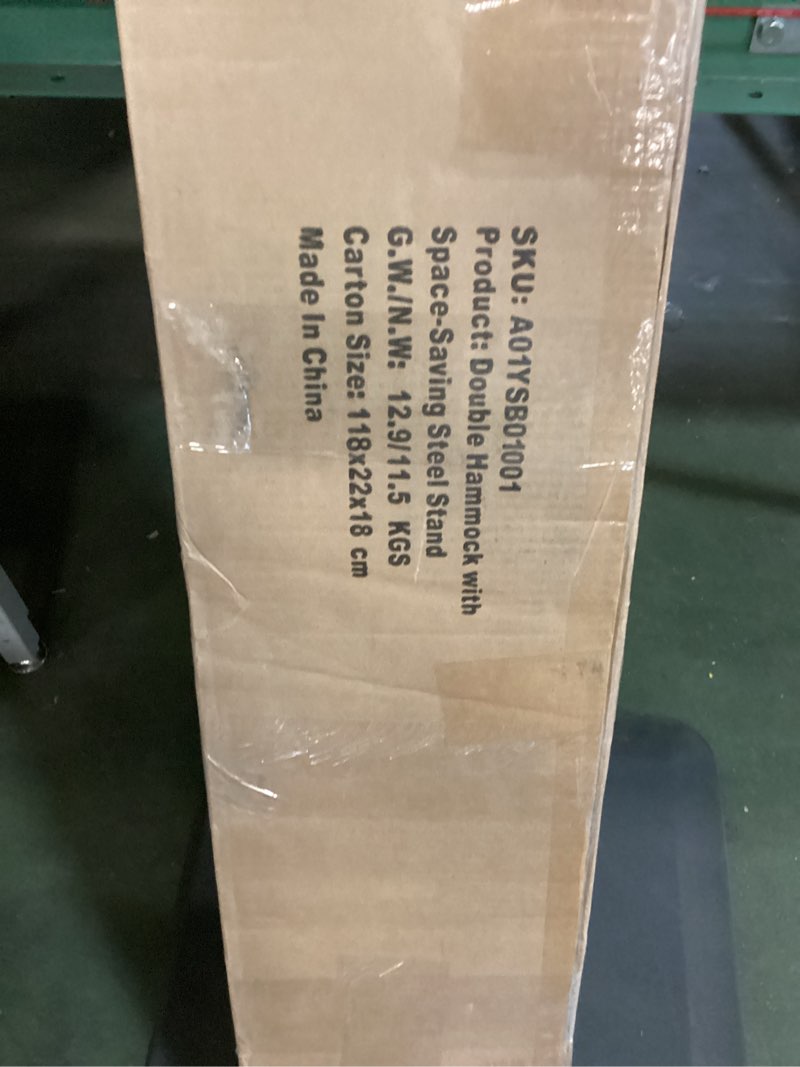 SKU: A01YSB01001
Product: Double Hammock with
Space-Saving Steel Stand
G.W./N.W: 12.9/11.5 KGS
Carton Size: 118x22x18 cm
Made In China